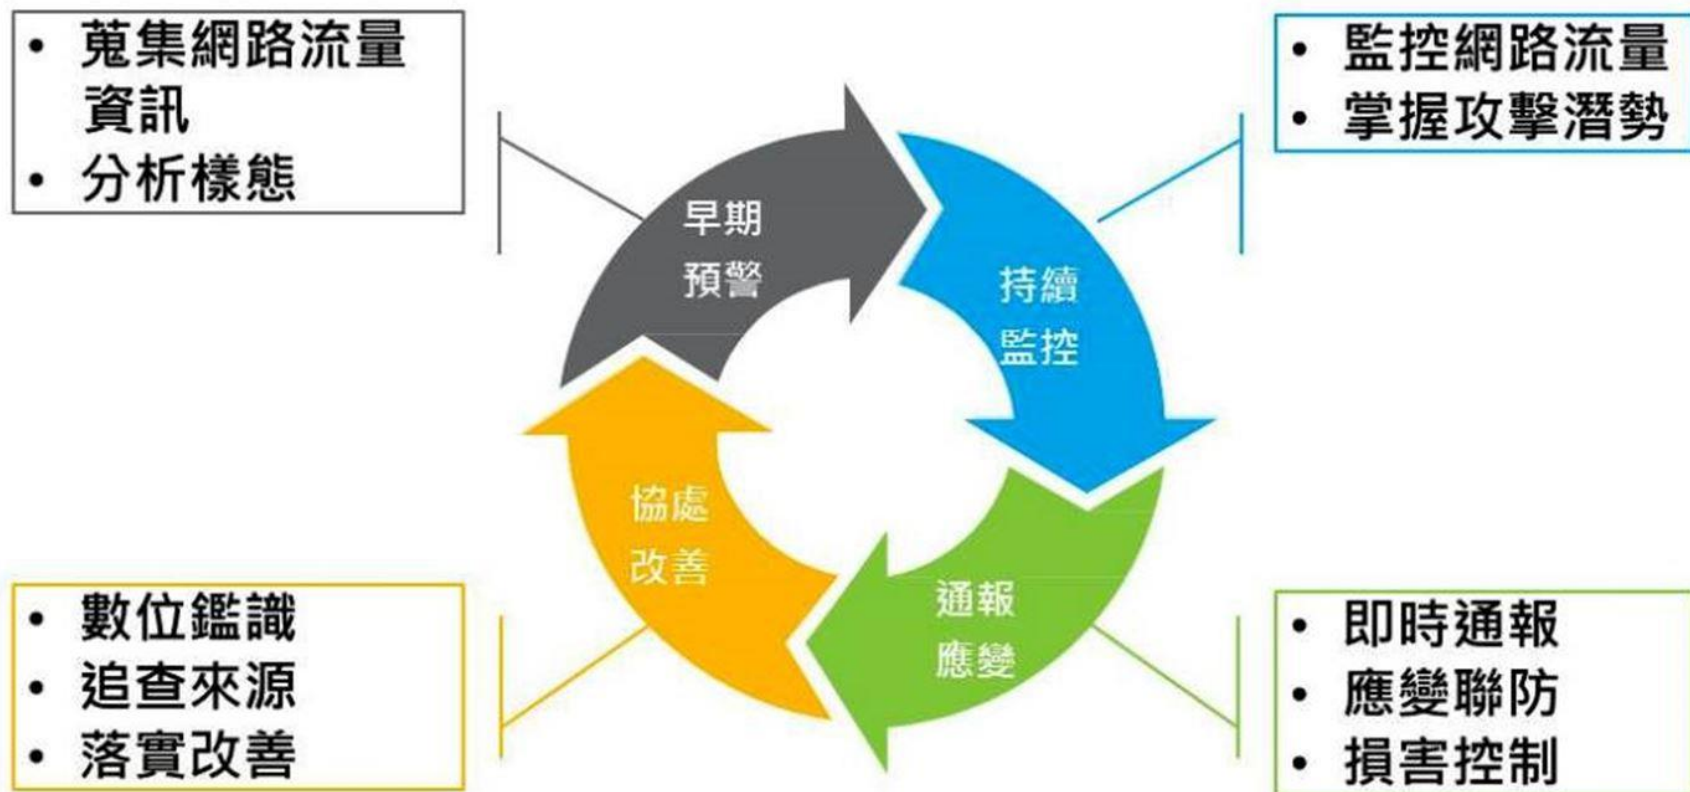 • 蒐集網路流量
資訊
• 分析樣態
• 監控網路流量
• 掌握攻擊潛勢
早期
預警
持續
監控
協處
改善
通報
應變
• 數位鑑識
• 追查來源
• 落實改善
• 即時通報
• 應變聯防
• 損害控制